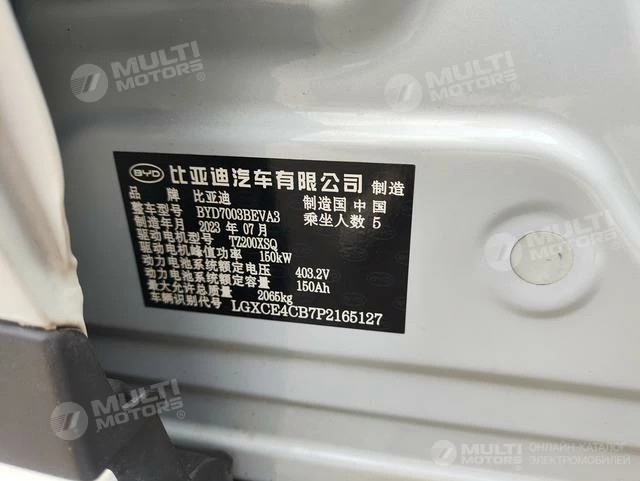 MULTI MOTORS®
MULTI MOTORS®
BYD 比亚迪汽车有限公司 制造
品牌 比亚迪 制造国 中国
整车型号 BYD7003BEVA3 乘坐人数 5
制造年月 2023 年 07月
驱动电机型号 TZ200XSQ
驱动电机峰值功率 150kW
动力电池系统额定电压 403.2V
动力电池系统额定容量 150Ah
最大允许总质量 2065kg
车辆识别代号 LGXCE4CB7P2165127
MULTI MOTORS®
MULTI MOTORS
ОНЛАЙН-КАТАЛОГ
ЭЛЕКТРОМОБИЛЕЙ